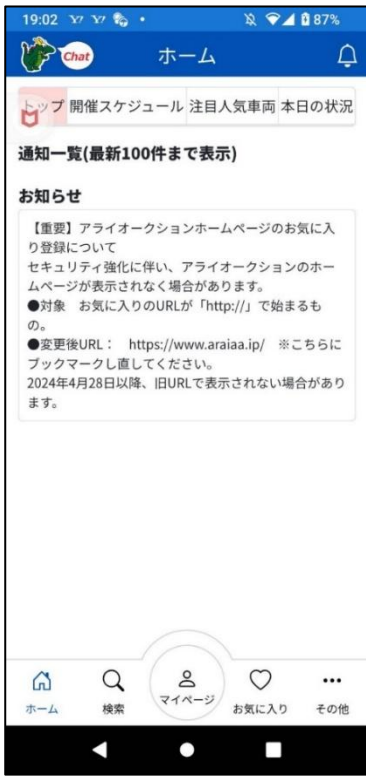 19:02 87%
Chat ホーム
トップ 開催スケジュール 注目人気車両 本日の状況
通知一覧(最新100件まで表示)
お知らせ
【重要】アライオークションホームページのお気に入
り登録について
セキュリティ強化に伴い、アライオークションのホー
ムページが表示されなく場合があります。
●対象　お気に入りのURLが「http://」で始まるも
の。
●変更後URL：　https://www.araiaa.jp/　※こちらに
ブックマークし直してください。
2024年4月28日以降、旧URLで表示されない場合があり
ます。
ホーム 検索 マイページ お気に入り その他